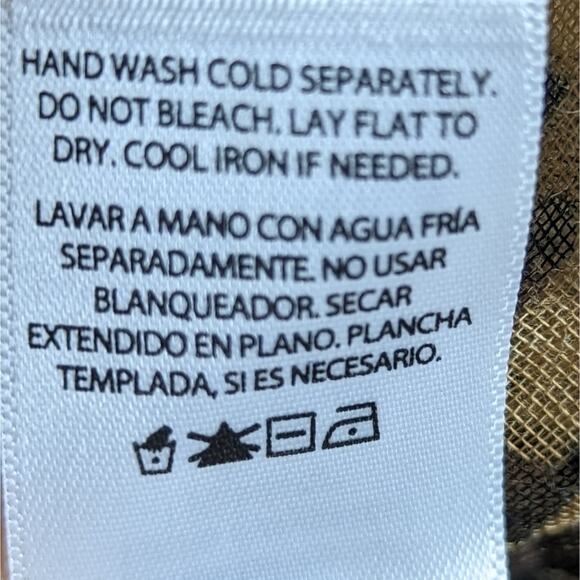 HAND WASH COLD SEPARATELY.
DO NOT BLEACH. LAY FLAT TO
DRY. COOL IRON IF NEEDED.
LAVAR A MANO CON AGUA FRÍA
SEPARADAMENTE. NO USAR
BLANQUEADOR. SECAR
EXTENDIDO EN PLANO. PLANCHA
TEMPLADA, SI ES NECESARIO.